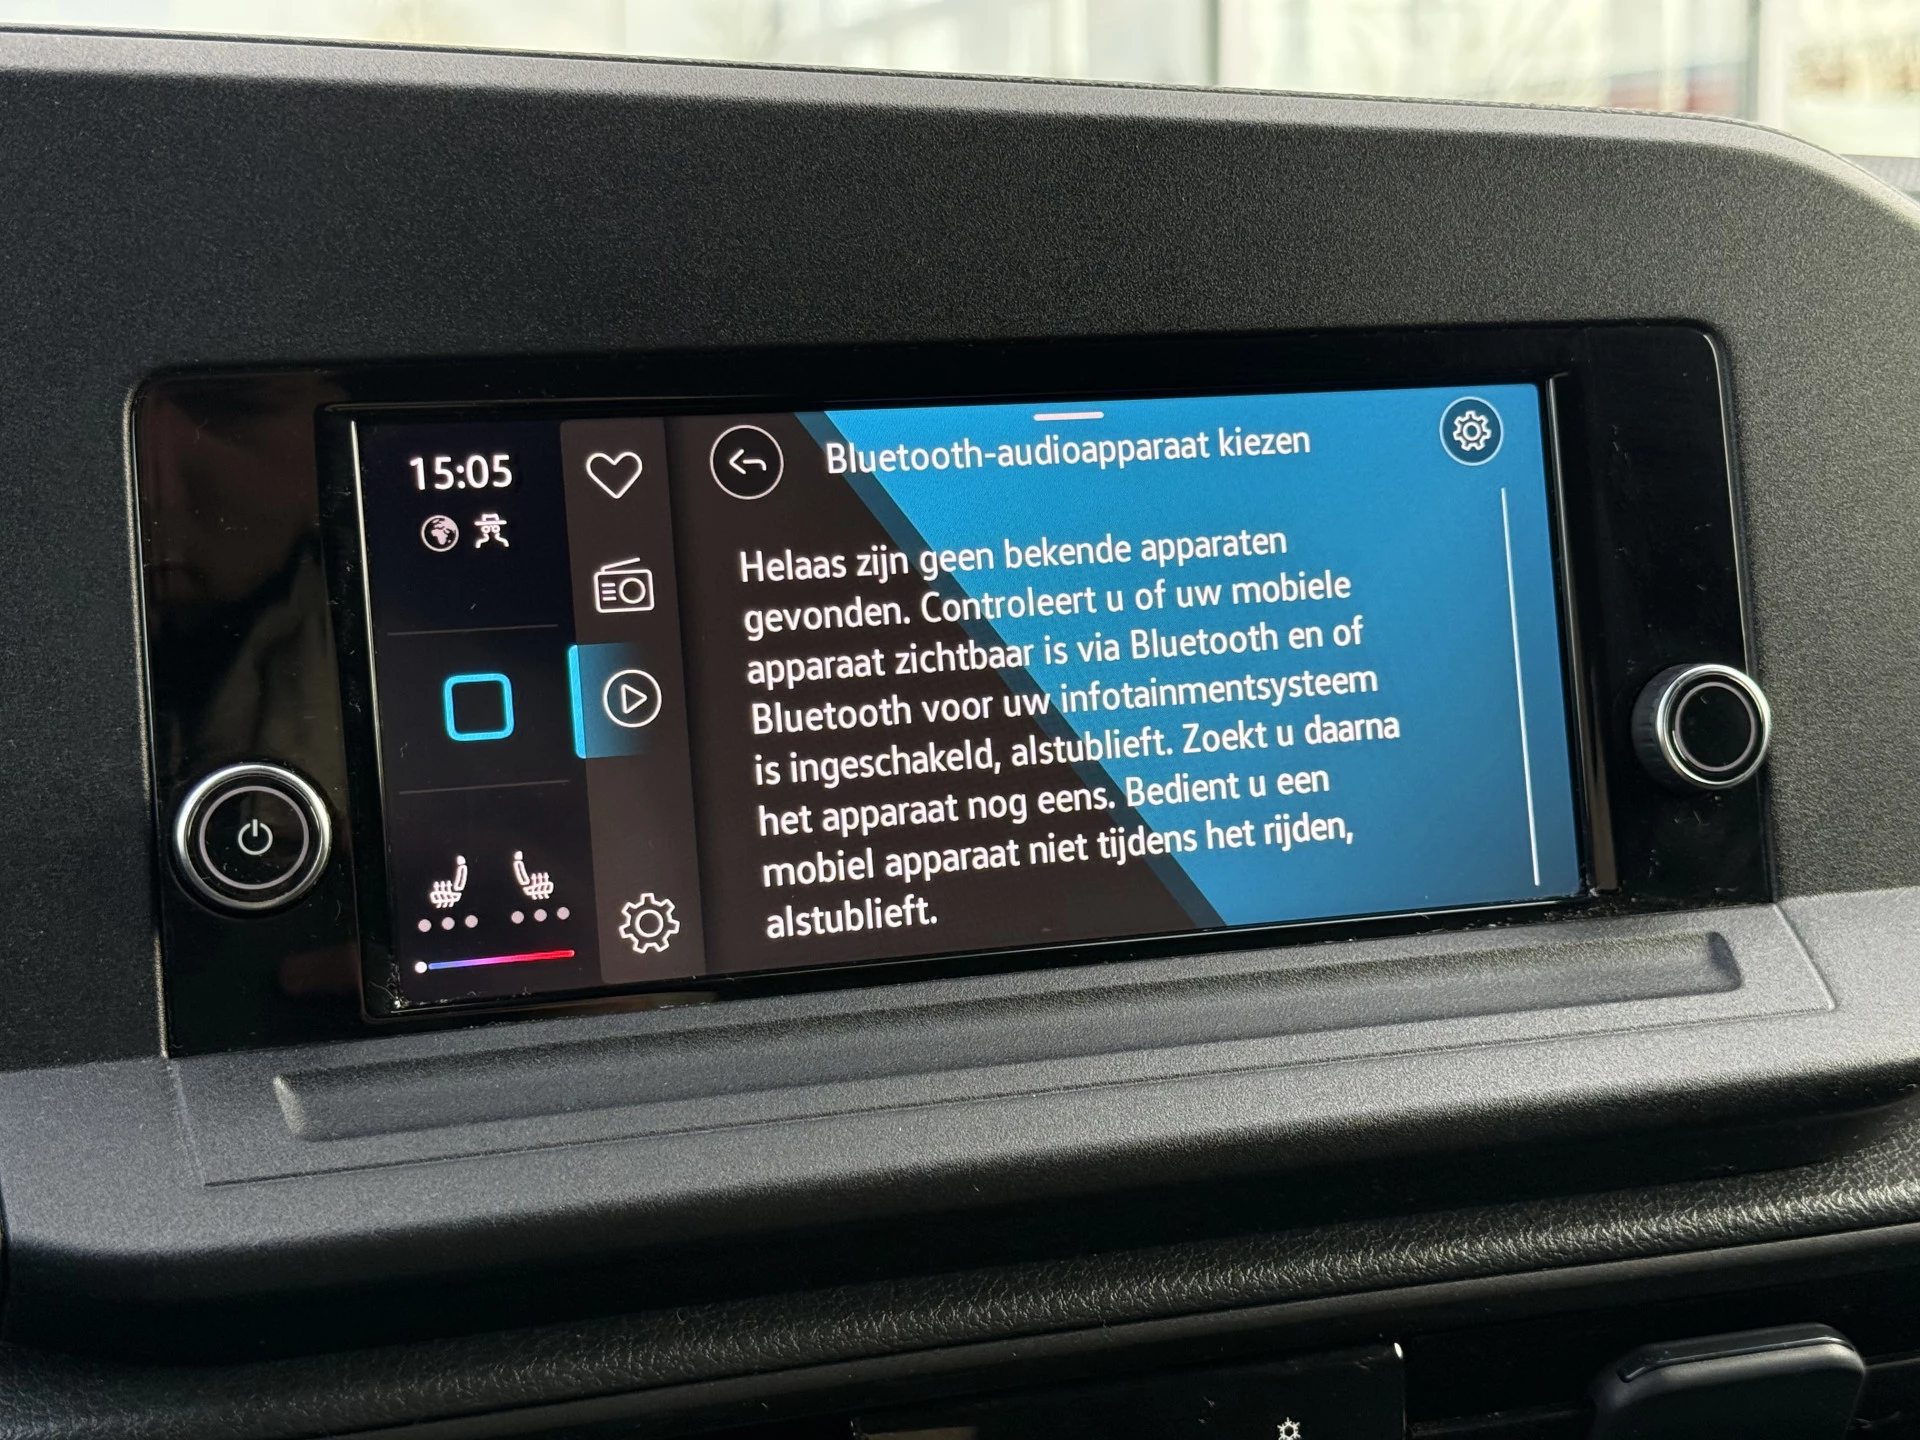 15:05
Bluetooth-audioapparaat kiezen
Helaas zijn geen bekende apparaten
gevonden. Controleert u of uw mobiele
apparaat zichtbaar is via Bluetooth en of
Bluetooth voor uw infotainmentsysteem
is ingeschakeld, alstublieft. Zoekt u daarna
het apparaat nog eens. Bedient u een
mobiel apparaat niet tijdens het rijden,
alstublieft.